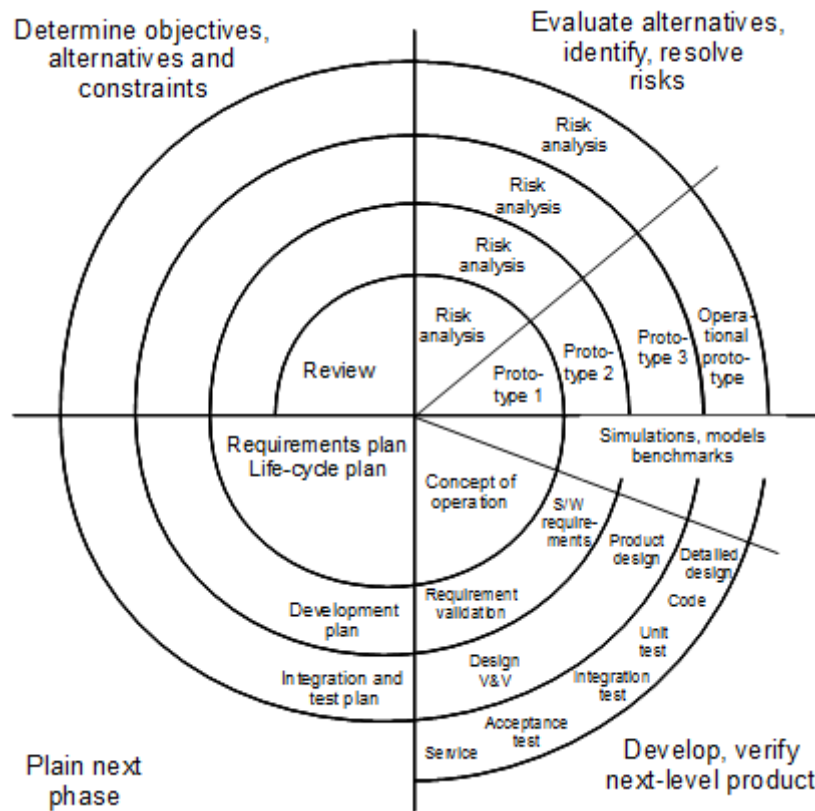 Determine objectives,
alternatives and
constraints
Evaluate alternatives,
identify, resolve
risks
Risk
analysis
Risk
analysis
Risk
analysis
Risk
analysis
Review
Proto-
type 1
Proto-
type 2
Proto-
type 3
Opera-
tional
proto-
type
Simulations, models
benchmarks
Requirements plan
Life-cycle plan
Concept of
operation
S/W
require-
ments
Product
design
Detailed
design
Code
Unit
test
Integration
test
Acceptance
test
Service
Requirement
validation
Design
V&V
Development
plan
Integration and
test plan
Plain next
phase
Develop, verify
next-level product